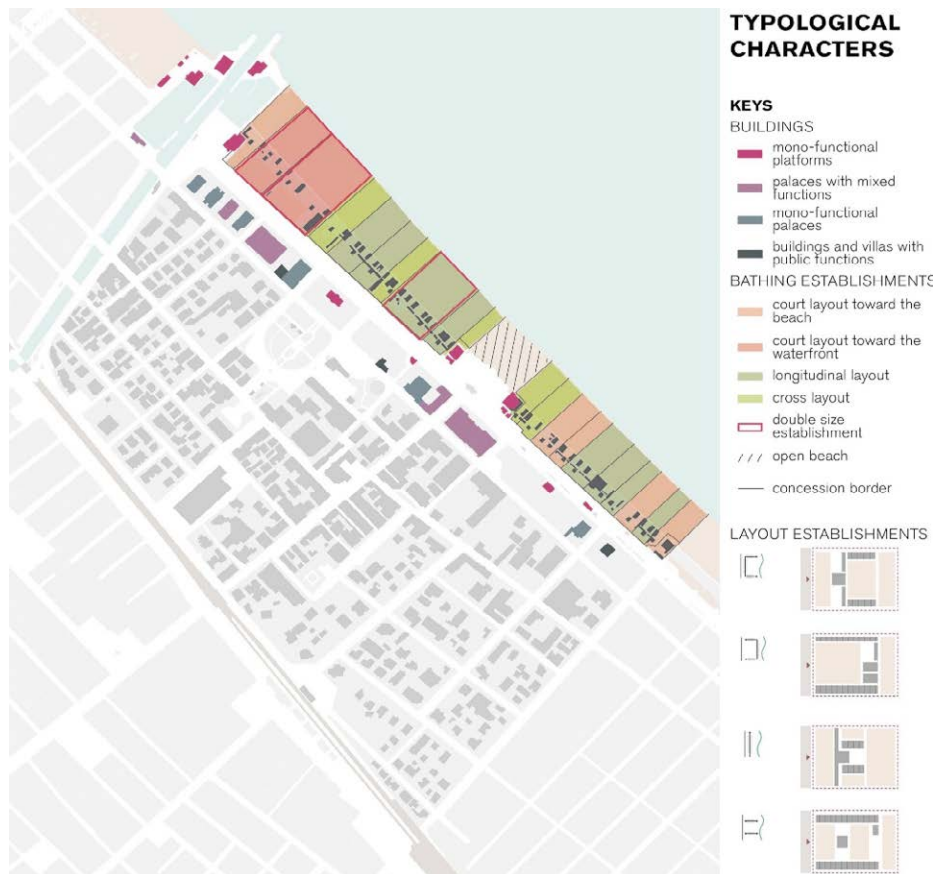 TYPOLOGICAL
CHARACTERS
KEYS
BUILDINGS
mono-functional
platforms
palaces with mixed
functions
mono-functional
palaces
buildings and villas with
public functions
BATHING ESTABLISHMENTS
court layout toward the
beach
court layout toward the
waterfront
longitudinal layout
cross layout
double size
establishment
open beach
concession border
LAYOUT ESTABLISHMENTS